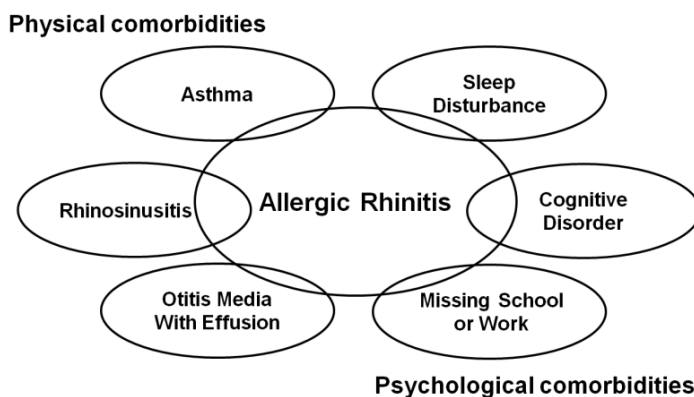 Physical comorbidities
Asthma
Sleep
Disturbance
Rhinosinusitis
Allergic Rhinitis
Cognitive
Disorder
Otitis Media
With Effusion
Missing School
or Work
Psychological comorbidities